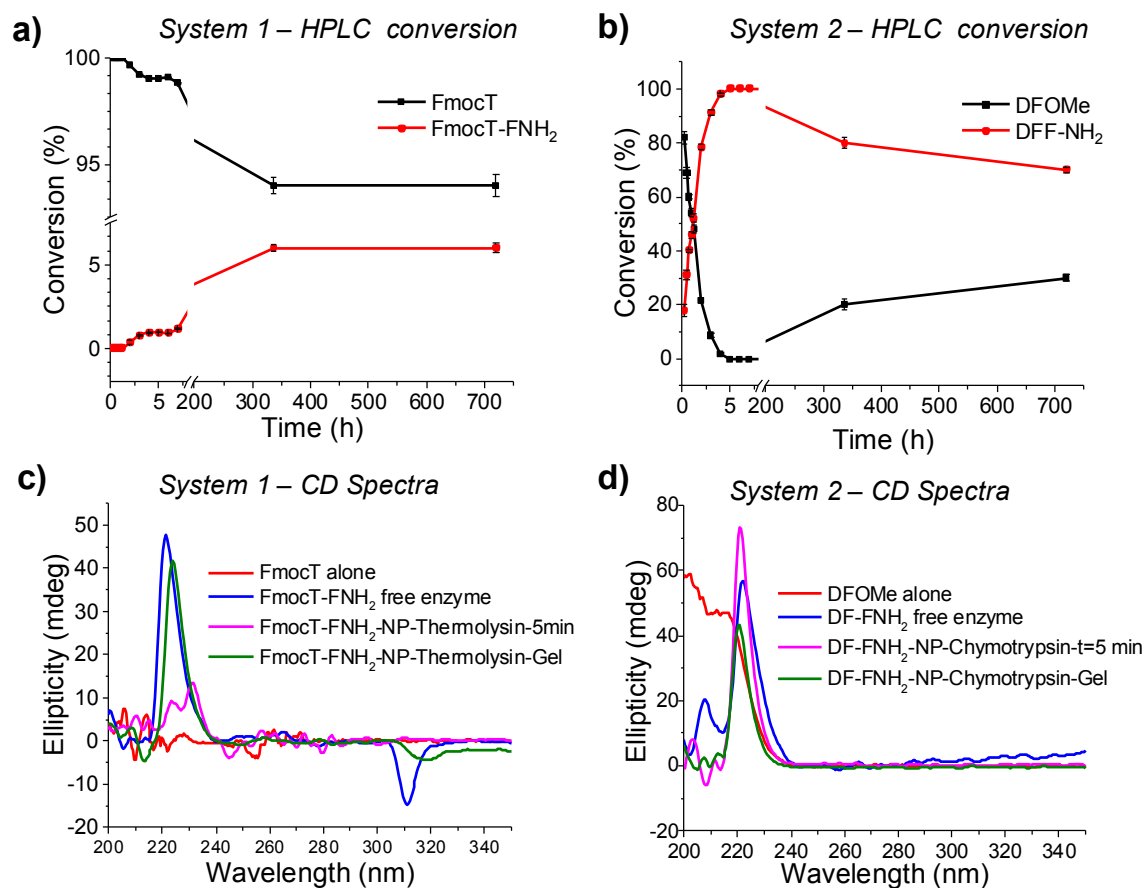 a)
System 1 – HPLC conversion
100
95
5
0
Conversion (%)
FmocT
FmocT-FNH₂
0 5 200 300 400 500 600 700
Time (h)
b)
System 2 – HPLC conversion
100
80
60
40
20
0
Conversion (%)
DFOMe
DFF-NH₂
0 5 200 300 400 500 600 700
Time (h)
c)
System 1 – CD Spectra
50
40
30
20
10
0
-10
-20
Ellipticity (mdeg)
FmocT alone
FmocT-FNH₂ free enzyme
FmocT-FNH₂-NP-Thermolysin-5min
FmocT-FNH₂-NP-Thermolysin-Gel
200 220 240 260 280 300 320 340
Wavelength (nm)
d)
System 2 – CD Spectra
80
60
40
20
0
-20
Ellipticity (mdeg)
DFOMe alone
DF-FNH₂ free enzyme
DF-FNH₂-NP-Chymotrypsin-t=5 min
DF-FNH₂-NP-Chymotrypsin-Gel
200 220 240 260 280 300 320 340
Wavelength (nm)